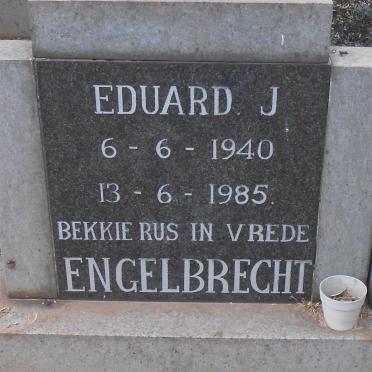 EDUARD J
6 - 6 - 1940
13 - 6 - 1985.
BEKKIE RUS IN VREDE
ENGELBRECHT